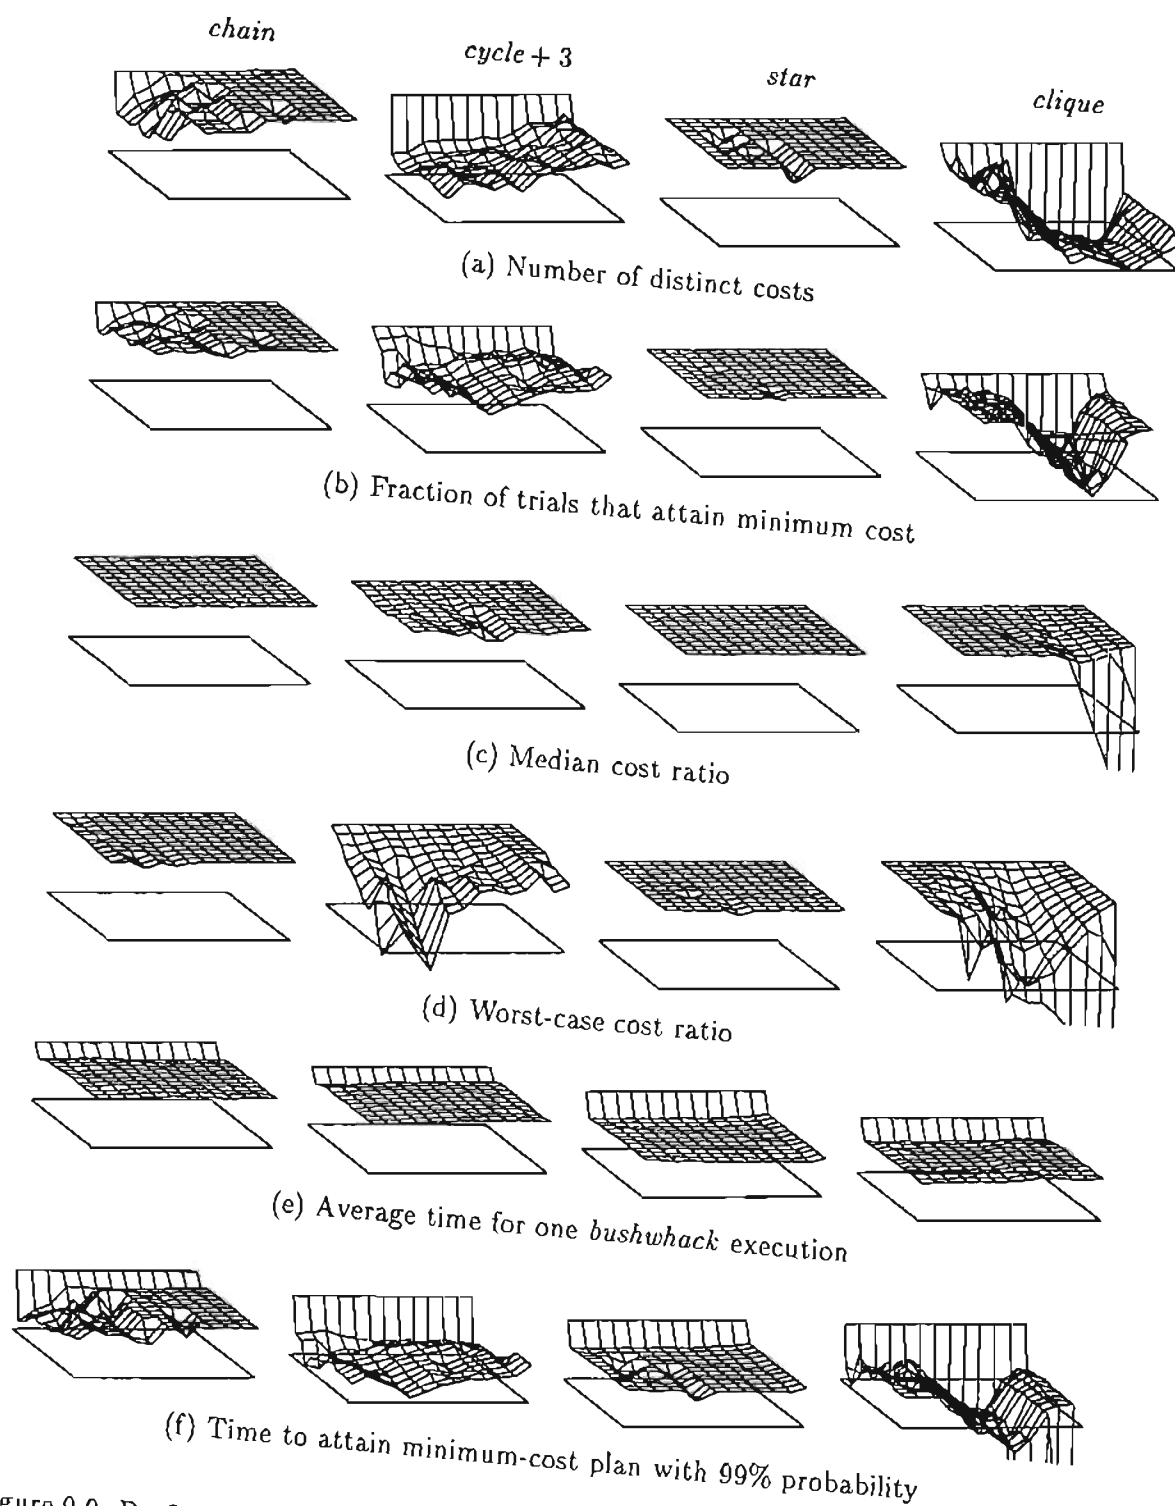 chain
cycle + 3
star
clique
(a) Number of distinct costs
(b) Fraction of trials that attain minimum cost
(c) Median cost ratio
(d) Worst-case cost ratio
(e) Average time for one bushwhack execution
(f) Time to attain minimum-cost plan with 99% probability